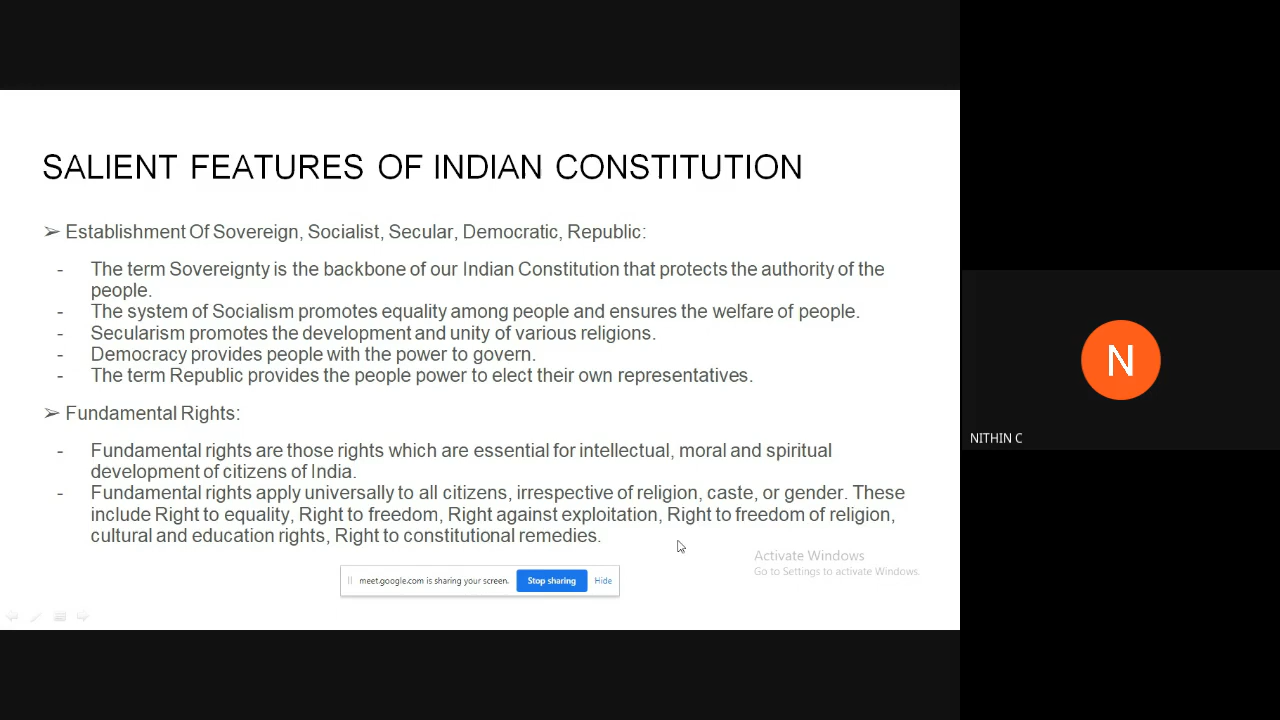 SALIENT FEATURES OF INDIAN CONSTITUTION
➢ Establishment Of Sovereign, Socialist, Secular, Democratic, Republic:
- The term Sovereignty is the backbone of our Indian Constitution that protects the authority of the
people.
- The system of Socialism promotes equality among people and ensures the welfare of people.
- Secularism promotes the development and unity of various religions.
- Democracy provides people with the power to govern.
- The term Republic provides the people power to elect their own representatives.
➢ Fundamental Rights:
- Fundamental rights are those rights which are essential for intellectual, moral and spiritual
development of citizens of India.
- Fundamental rights apply universally to all citizens, irrespective of religion, caste, or gender. These
include Right to equality, Right to freedom, Right against exploitation, Right to freedom of religion,
cultural and education rights, Right to constitutional remedies.
Activate Windows
Go to Settings to activate Windows.
meet.google.com is sharing your screen. Stop sharing Hide
N
NITHIN C